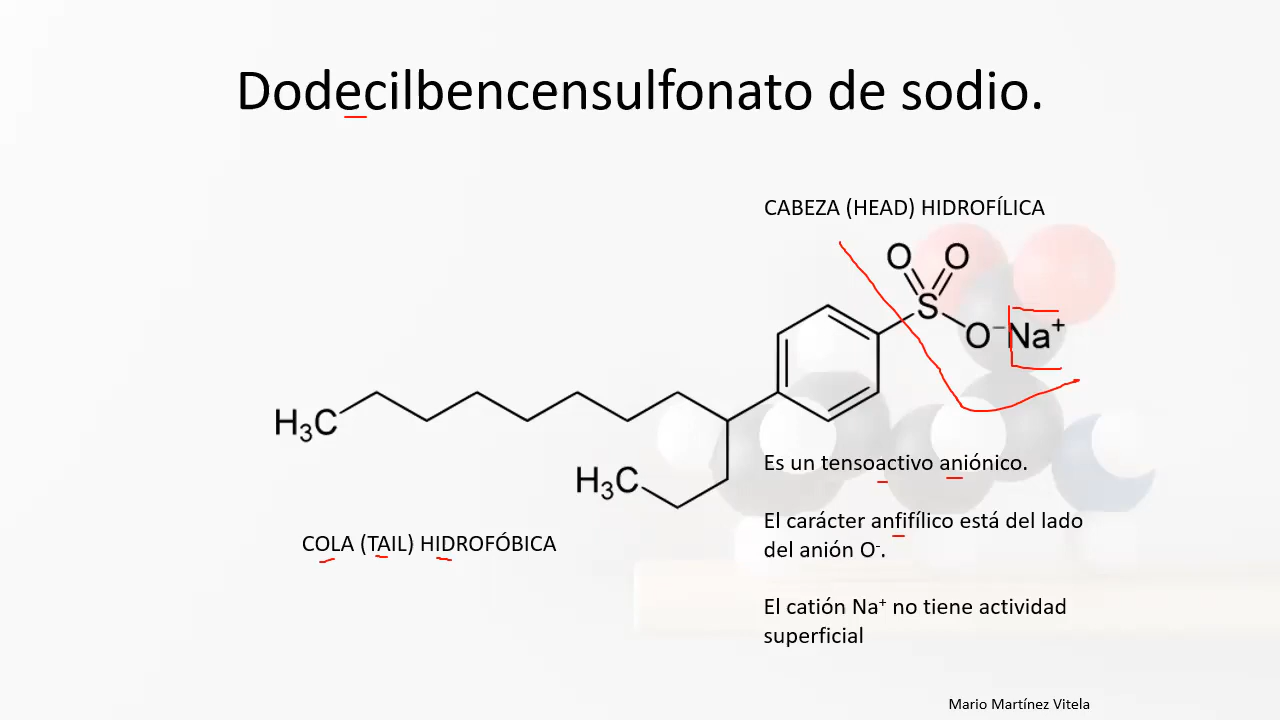 Dodecilbencensulfonato de sodio.
CABEZA (HEAD) HIDROFÍLICA
O O
S
O⁻Na⁺
H₃C
H₃C
COLA (TAIL) HIDROFÓBICA
Es un tensoactivo aniónico.
El carácter anfifílico está del lado
del anión O⁻.
El catión Na⁺ no tiene actividad
superficial
Mario Martínez Vitela